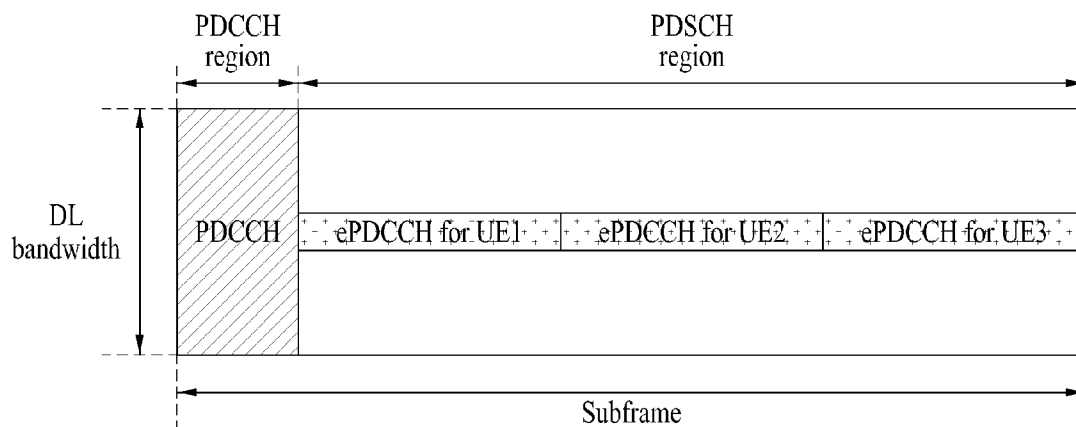 PDCCH
region
PDSCH
region
DL
bandwidth
PDCCH
ePDCCH for UE1
ePDCCH for UE2
ePDCCH for UE3
Subframe